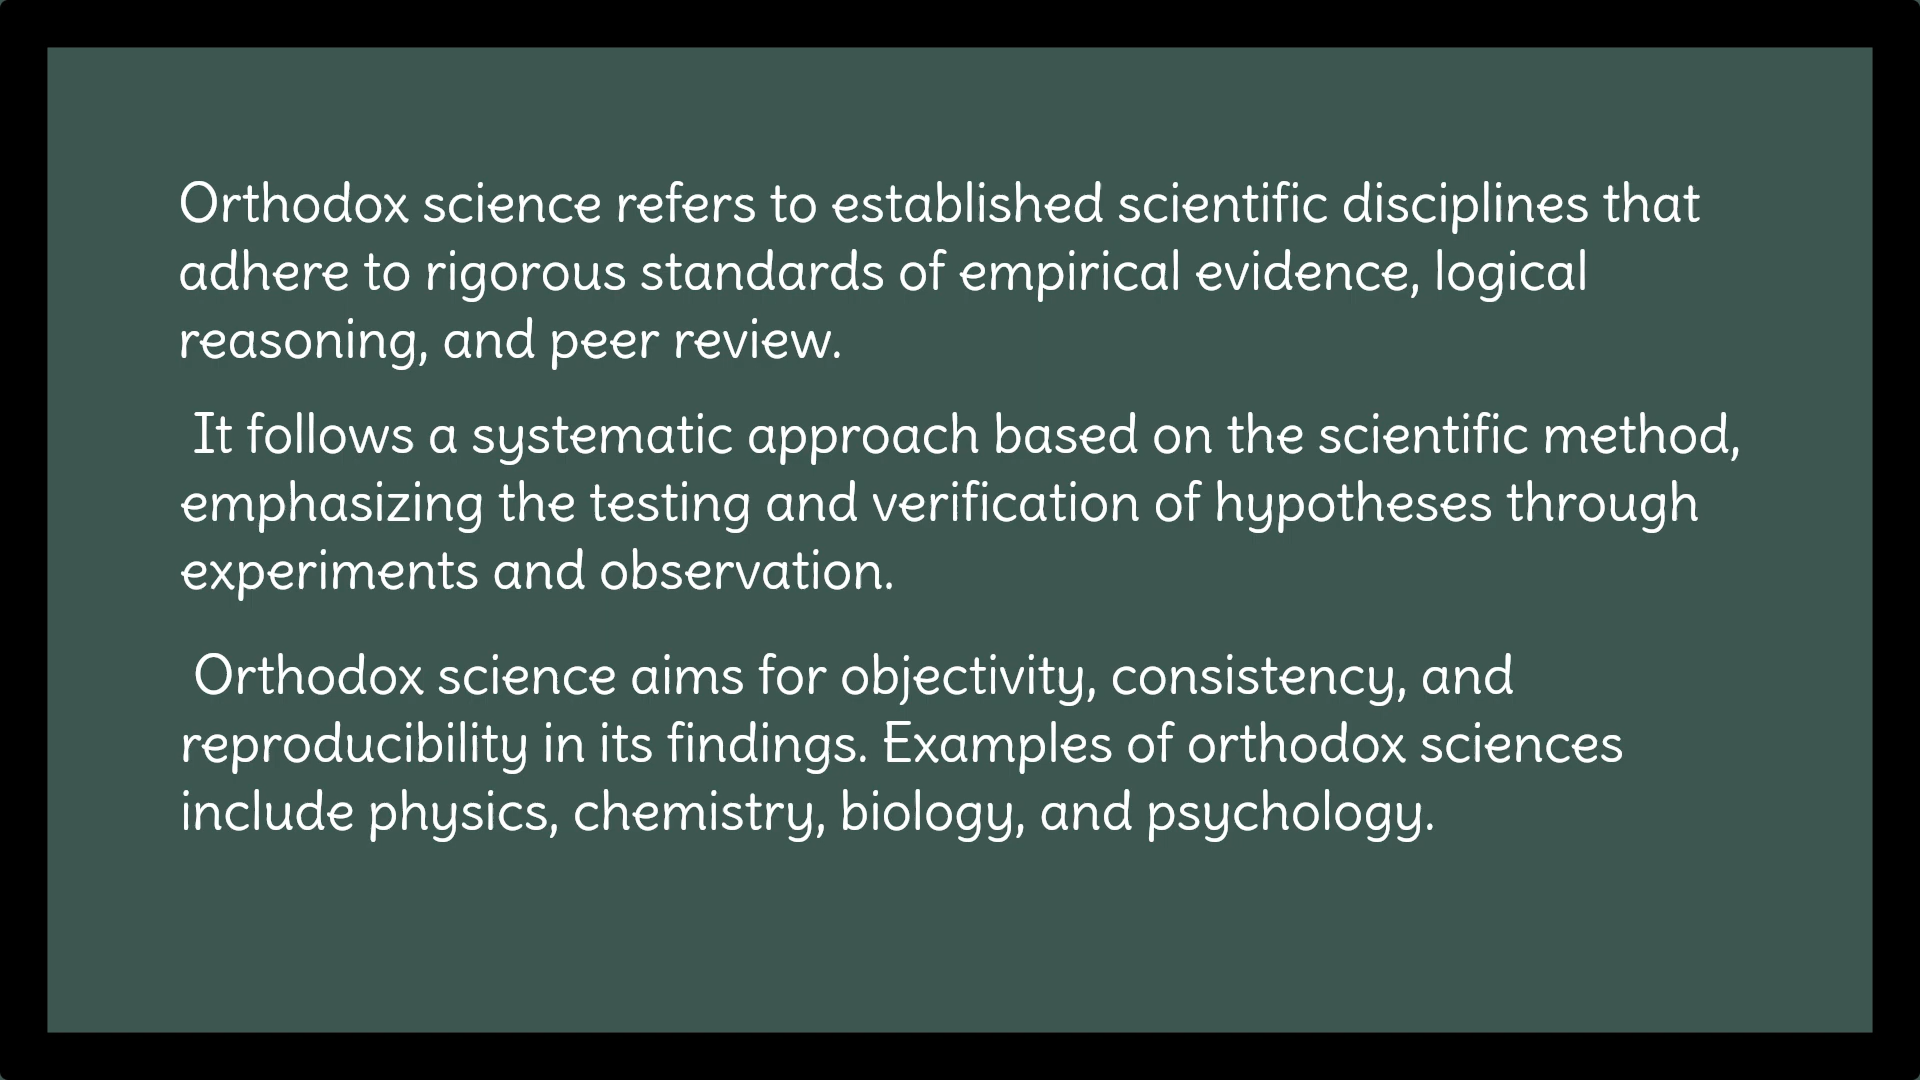 Orthodox science refers to established scientific disciplines that
adhere to rigorous standards of empirical evidence, logical
reasoning, and peer review.
It follows a systematic approach based on the scientific method,
emphasizing the testing and verification of hypotheses through
experiments and observation.
Orthodox science aims for objectivity, consistency, and
reproducibility in its findings. Examples of orthodox sciences
include physics, chemistry, biology, and psychology.